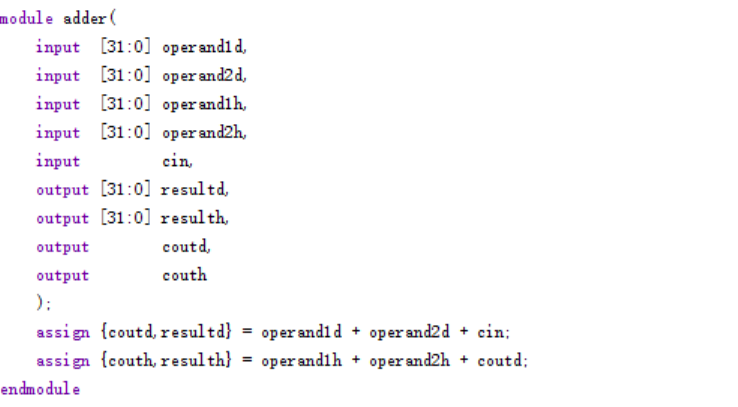 module adder(
    input  [31:0] operand1d,
    input  [31:0] operand2d,
    input  [31:0] operand1h,
    input  [31:0] operand2h,
    input         cin,
    output [31:0] resultd,
    output [31:0] resulth,
    output        coutd,
    output        couth
    );
    assign {coutd,resultd} = operand1d + operand2d + cin;
    assign {couth,resulth} = operand1h + operand2h + coutd;
endmodule